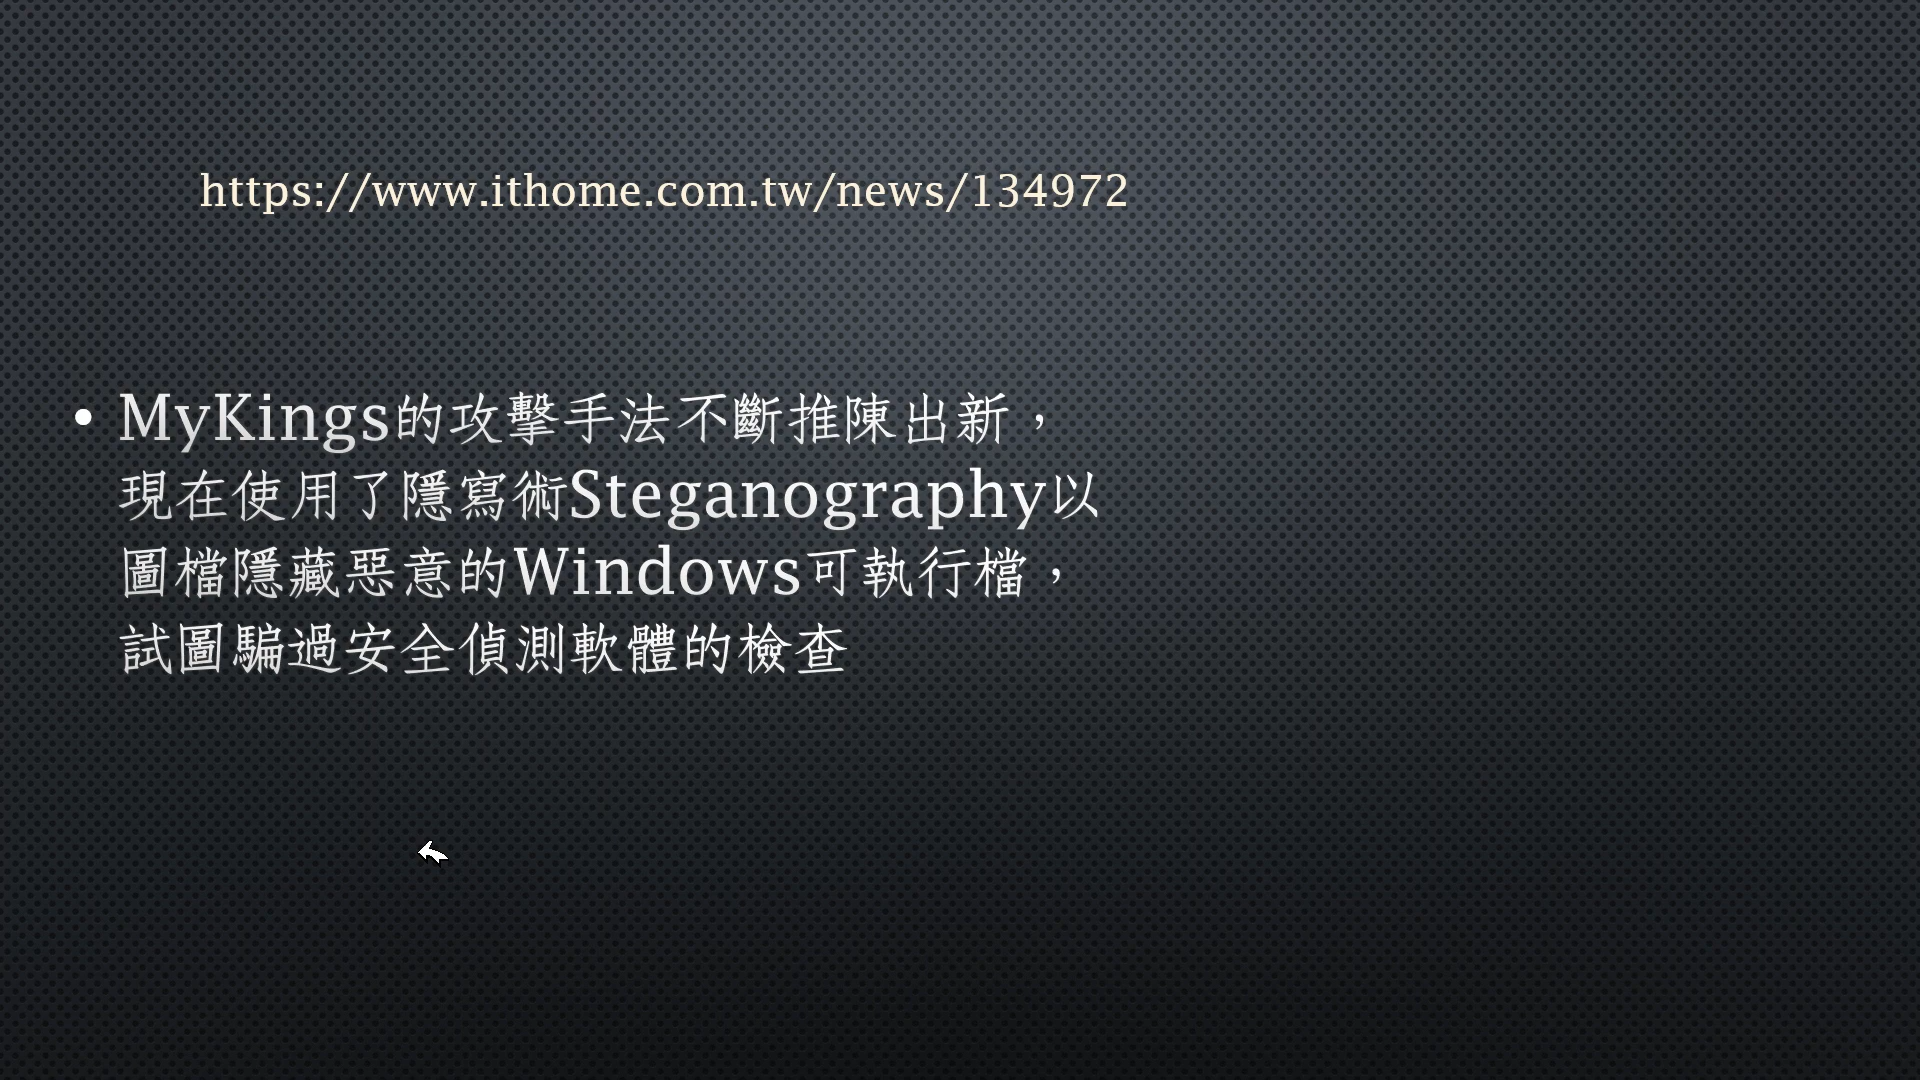 https://www.ithome.com.tw/news/134972
• MyKings的攻擊手法不斷推陳出新，
現在使用了隱寫術Steganography以
圖檔隱藏惡意的Windows可執行檔，
試圖騙過安全偵測軟體的檢查